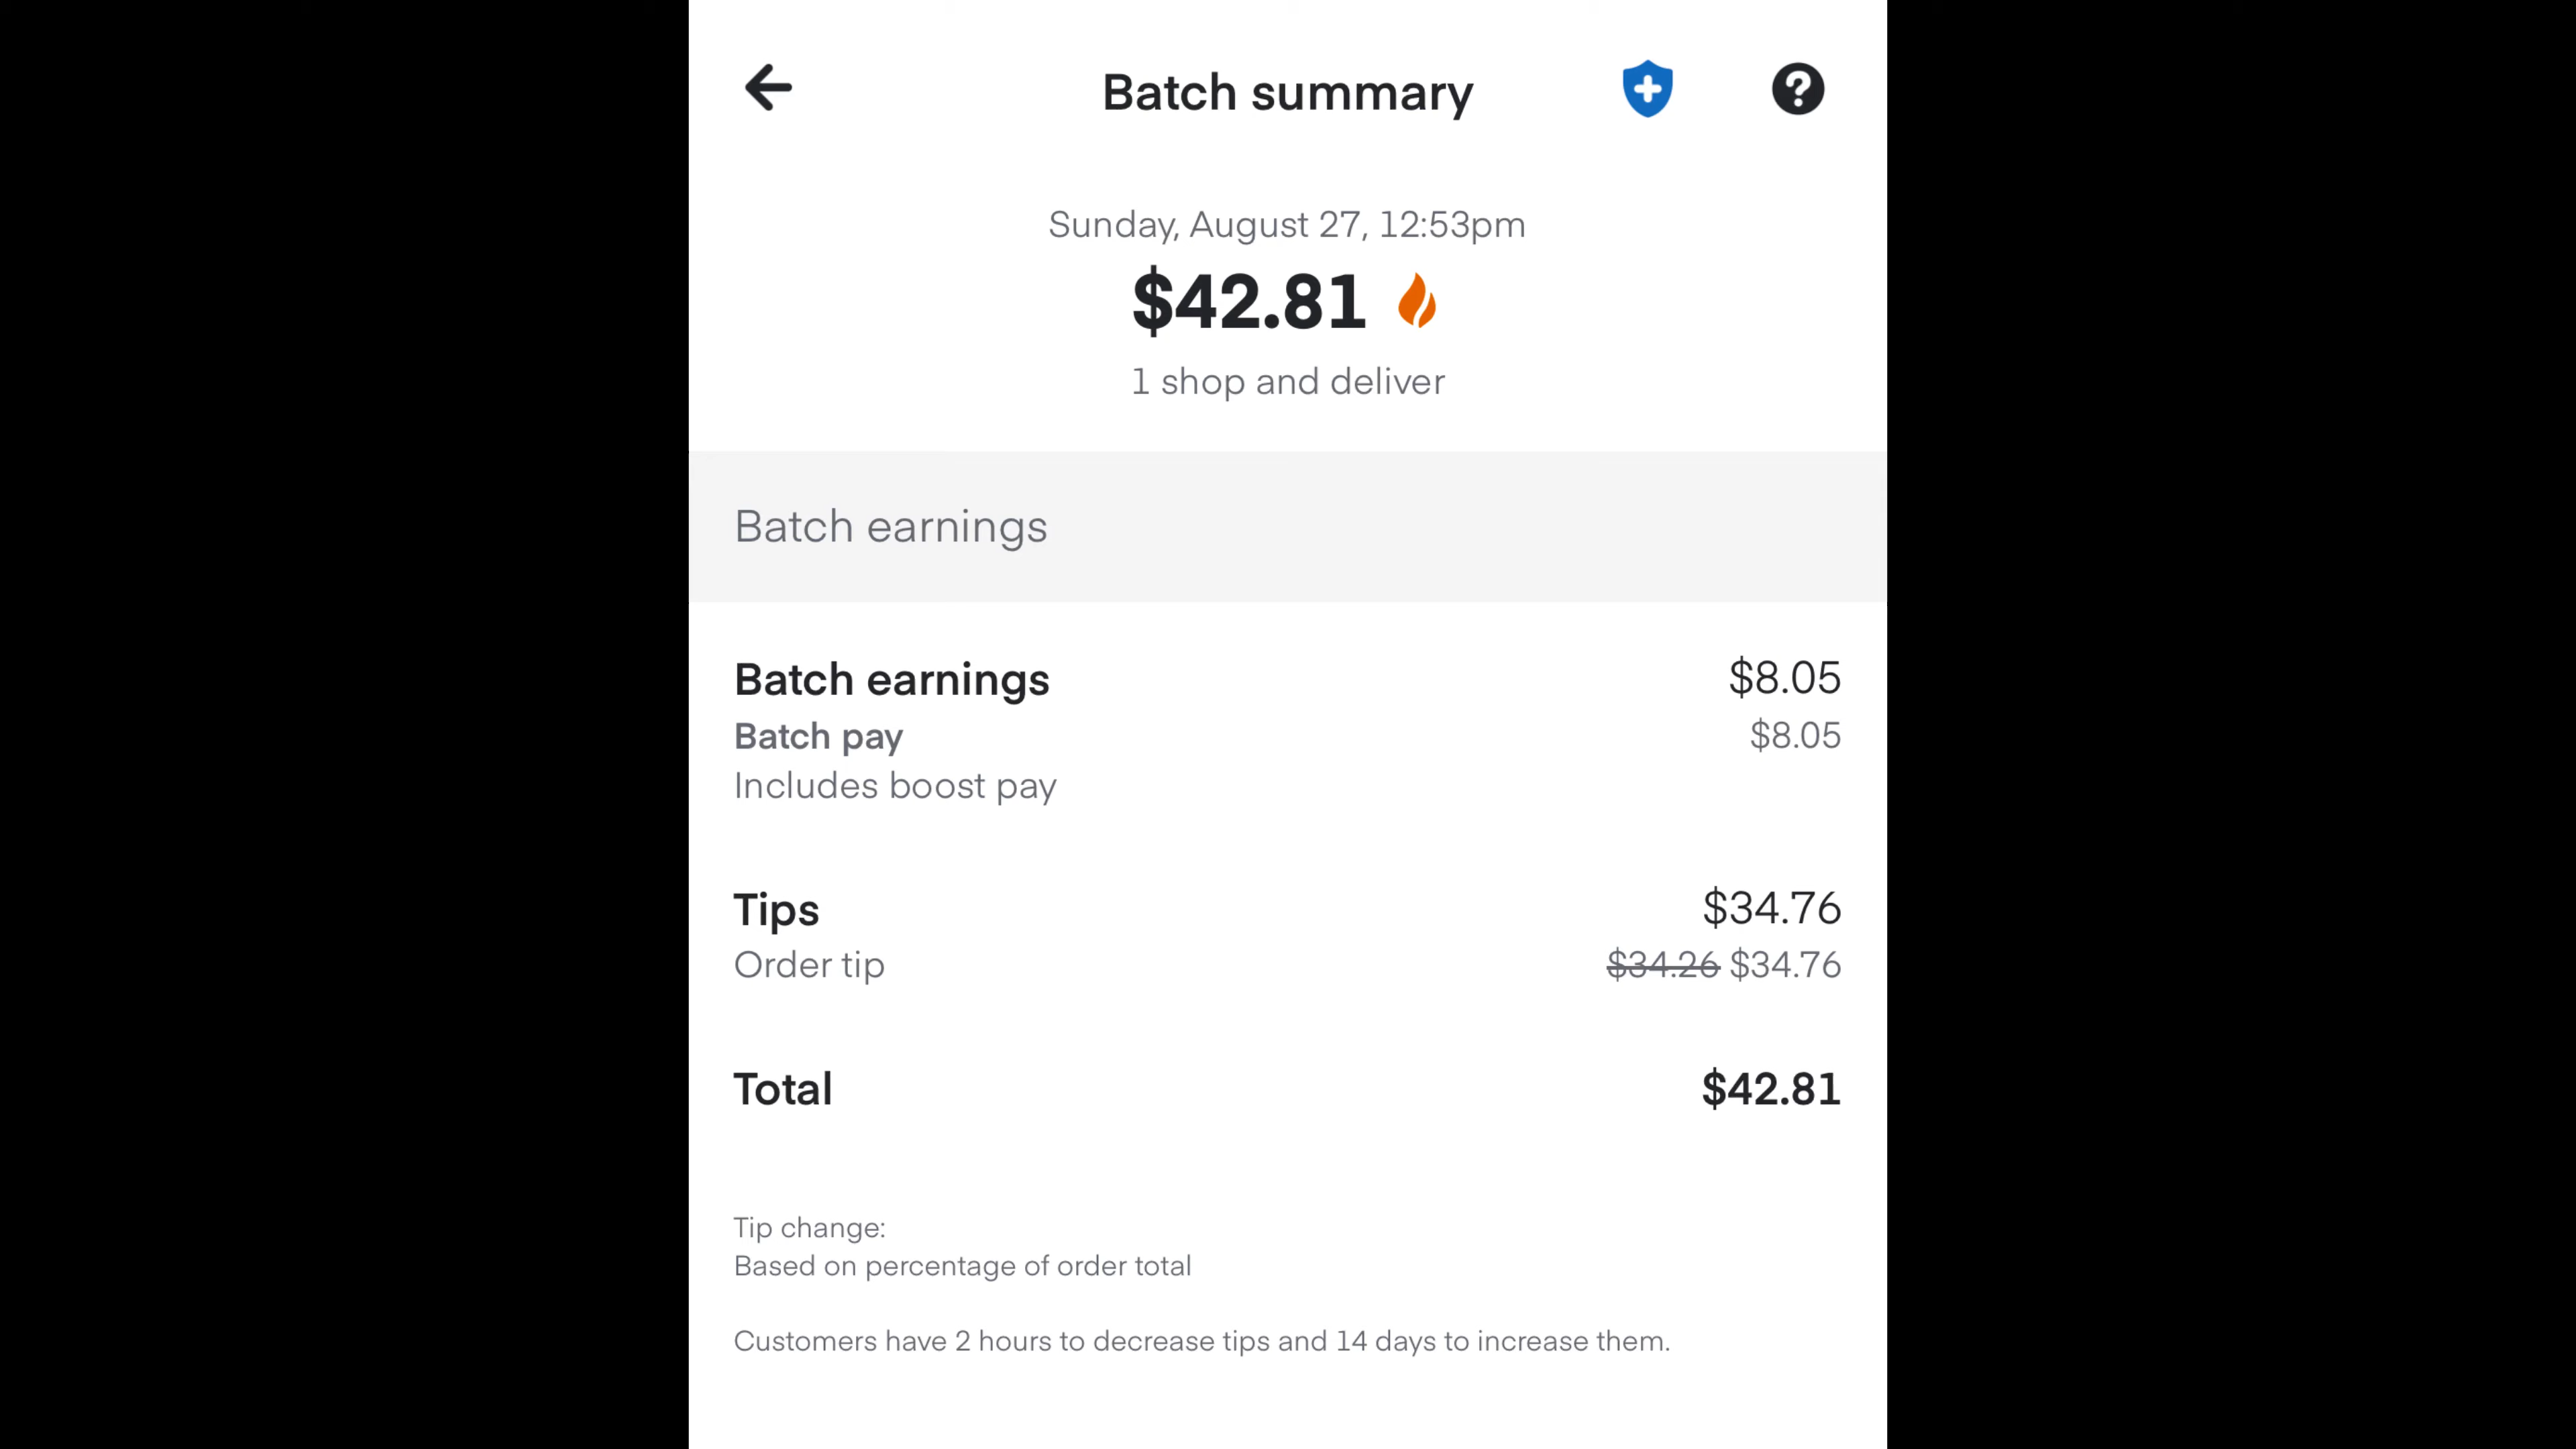 Batch summary
Sunday, August 27, 12:53pm
$42.81
1 shop and deliver
Batch earnings
Batch earnings $8.05
Batch pay $8.05
Includes boost pay
Tips $34.76
Order tip $34.26 $34.76
Total $42.81
Tip change:
Based on percentage of order total
Customers have 2 hours to decrease tips and 14 days to increase them.